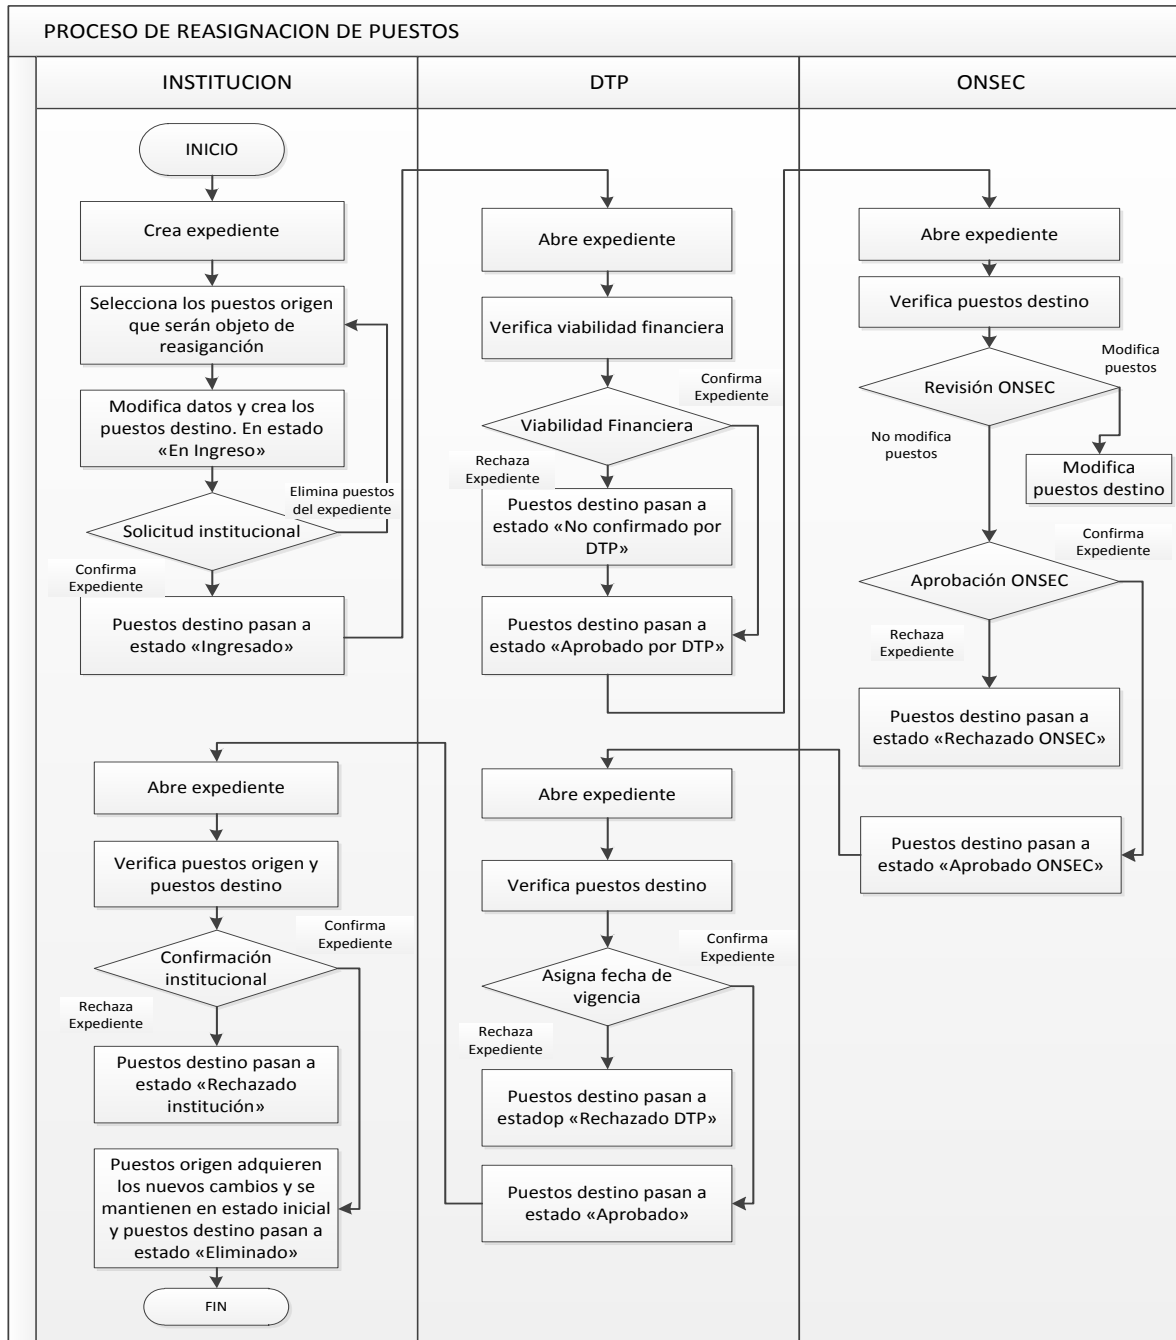 PROCESO DE REASIGNACION DE PUESTOS
INSTITUCION
DTP
ONSEC
INICIO
Crea expediente
Selecciona los puestos origen
que serán objeto de
reasigancción
Modifica datos y crea los
puestos destino. En estado
«En Ingreso»
Elimina puestos
del expediente
Solicitud institucional
Confirma
Expediente
Puestos destino pasan a
estado «Ingresado»
Abre expediente
Verifica viabilidad financiera
Confirma
Expediente
Viabilidad Financiera
Rechaza
Expediente
Puestos destino pasan a
estado «No confirmado por
DTP»
Puestos destino pasan a
estado «Aprobado por DTP»
Abre expediente
Verifica puestos destino
Modifica
puestos
Revisión ONSEC
No modifica
puestos
Modifica
puestos destino
Confirma
Expediente
Aprobación ONSEC
Rechaza
Expediente
Puestos destino pasan a
estado «Rechazado ONSEC»
Puestos destino pasan a
estado «Aprobado ONSEC»
Abre expediente
Verifica puestos destino
Confirma
Expediente
Asigna fecha de
vigencia
Rechaza
Expediente
Puestos destino pasan a
estadop «Rechazado DTP»
Puestos destino pasan a
estado «Aprobado»
Abre expediente
Verifica puestos origen y
puestos destino
Confirma
Expediente
Confirmación
institucional
Rechaza
Expediente
Puestos destino pasan a
estado «Rechazado
institución»
Puestos origen adquieren
los nuevos cambios y se
mantienen en estado inicial
y puestos destino pasan a
estado «Eliminado»
FIN